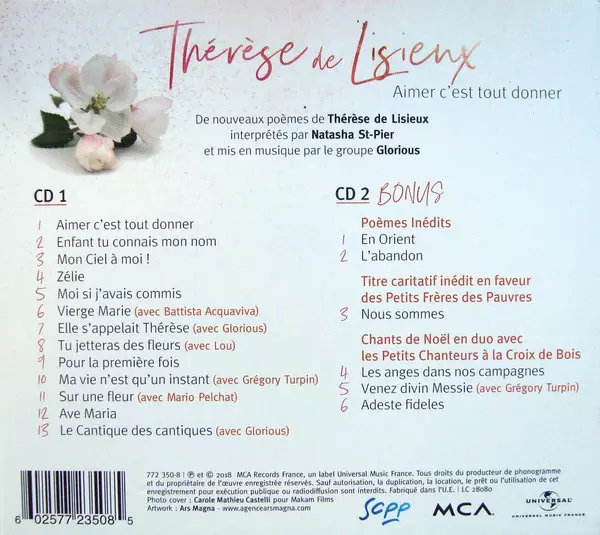 Thérèse de Lisieux
Aimer c'est tout donner
De nouveaux poèmes de Thérèse de Lisieux
interprétés par Natasha St-Pier
et mis en musique par le groupe Glorious
CD 1
1 Aimer c'est tout donner
2 Enfant tu connais mon nom
3 Mon Ciel à moi !
4 Zélie
5 Moi si j'avais commis
6 Vierge Marie (avec Battista Acquaviva)
7 Elle s'appelait Thérèse (avec Glorious)
8 Tu jetteras des fleurs (avec Lou)
9 Pour la première fois
10 Ma vie n'est qu'un instant (avec Grégory Turpin)
11 Sur une fleur (avec Mario Pelchat)
12 Ave Maria
13 Le Cantique des cantiques (avec Glorious)
CD 2 BONUS
Poèmes Inédits
1 En Orient
2 L'abandon
Titre caritatif inédit en faveur
des Petits Frères des Pauvres
3 Nous sommes
Chants de Noël en duo avec
les Petits Chanteurs à la Croix de Bois
4 Les anges dans nos campagnes
5 Venez divin Messie (avec Grégory Turpin)
6 Adeste fideles
772 350-8 | ℗ et © 2018 MCA Records France, un label Universal Music France. Tous droits du producteur de phonogramme
et du propriétaire de l'œuvre enregistrée réservés. Sauf autorisation, la duplication, la location, le prêt ou l'utilisation de cet
enregistrement pour exécution publique ou radiodiffusion sont interdits. Fabriqué dans l'U.E. | LC 28080
Photo cover : Carole Mathieu Castelli pour Makam Films
Artwork : Ars Magna - www.agencearsmagna.com
6 02577 23508 5
SCPP
MCA
UNIVERSAL
UNIVERSAL MUSIC FRANCE